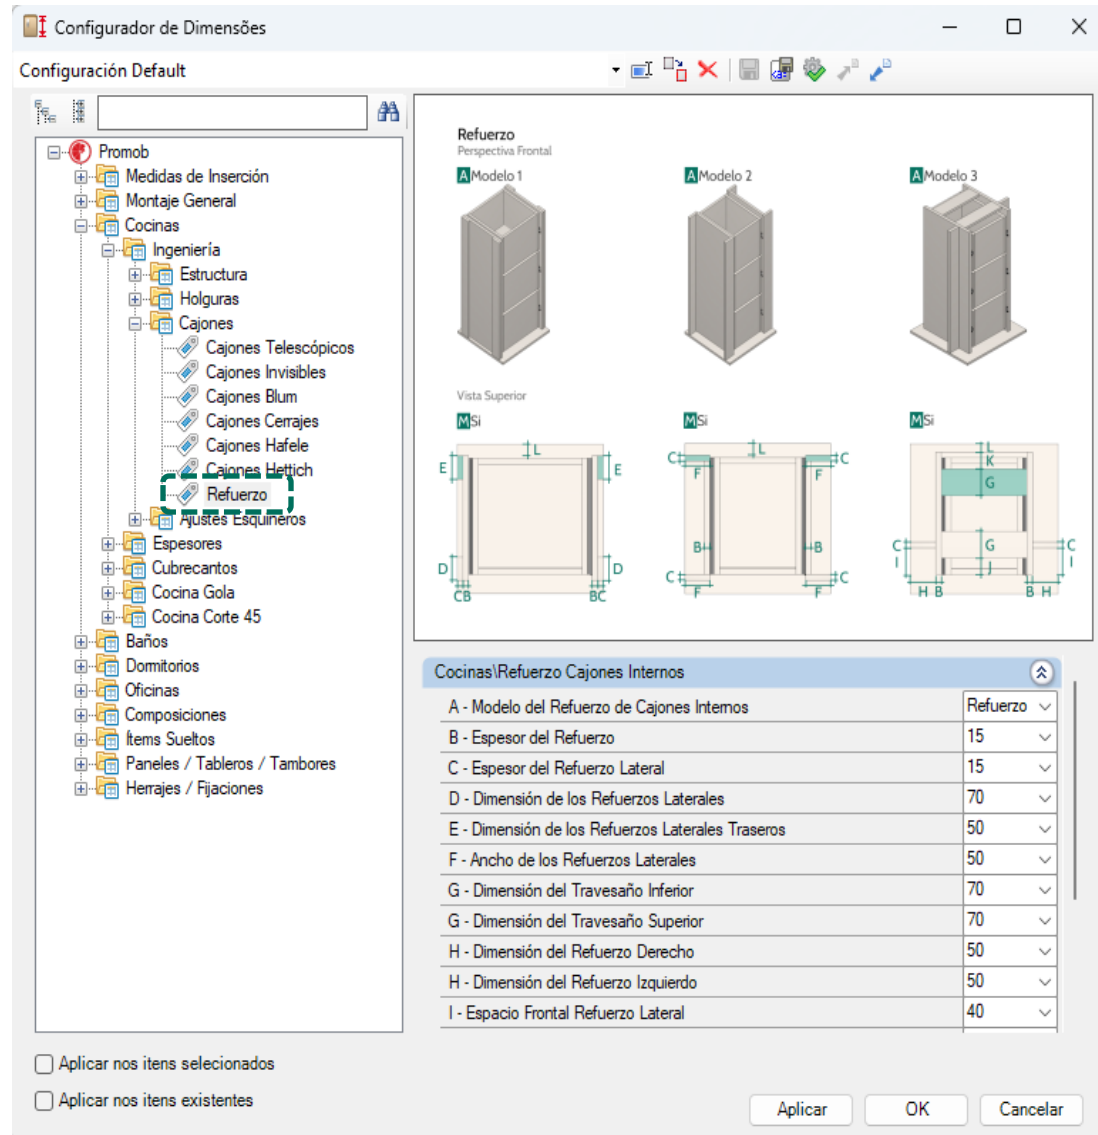 Configurador de Dimensões
Configuración Default
Promob
Medidas de Inserción
Montaje General
Cocinas
Ingeniería
Estructura
Holguras
Cajones
Cajones Telescópicos
Cajones Invisibles
Cajones Blum
Cajones Cerrajes
Cajones Hafele
Cajones Hettich
Refuerzo
Ajustes Esquineros
Espesores
Cubrecantos
Cocina Gola
Cocina Corte 45
Baños
Dormitorios
Oficinas
Composiciones
Ítems Sueltos
Paneles / Tableros / Tambores
Herrajes / Fijaciones
Refuerzo
Perspectiva Frontal
A Modelo 1
A Modelo 2
A Modelo 3
Vista Superior
M Si
M Si
M Si
L
E E
D D
CB BC
L
C C
F F
B B
C C
F F
L
K
G
C G C
I J I
H B B H
Cocinas\Refuerzo Cajones Internos
A - Modelo del Refuerzo de Cajones Internos Refuerzo
B - Espesor del Refuerzo 15
C - Espesor del Refuerzo Lateral 15
D - Dimensión de los Refuerzos Laterales 70
E - Dimensión de los Refuerzos Laterales Traseros 50
F - Ancho de los Refuerzos Laterales 50
G - Dimensión del Travesaño Inferior 70
G - Dimensión del Travesaño Superior 70
H - Dimensión del Refuerzo Derecho 50
H - Dimensión del Refuerzo Izquierdo 50
I - Espacio Frontal Refuerzo Lateral 40
Aplicar nos itens selecionados
Aplicar nos itens existentes
Aplicar OK Cancelar